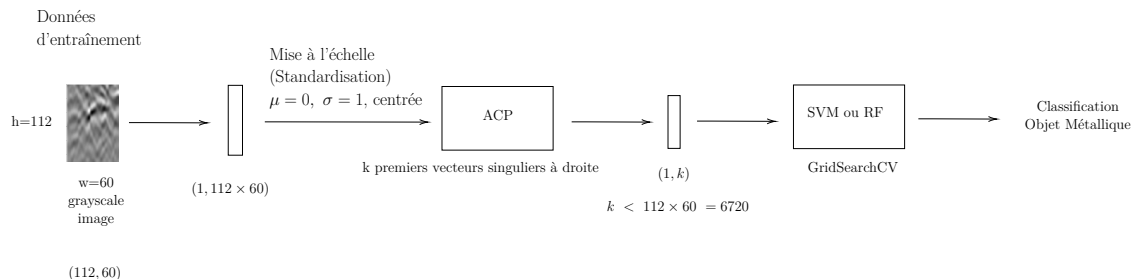 Données
d'entraînement
h=112
w=60
grayscale
image
(112, 60)
(1, 112 × 60)
Mise à l'échelle
(Standardisation)
μ = 0, σ = 1, centrée
ACP
k premiers vecteurs singuliers à droite
(1, k)
k < 112 × 60 = 6720
SVM ou RF
GridSearchCV
Classification
Objet Métallique